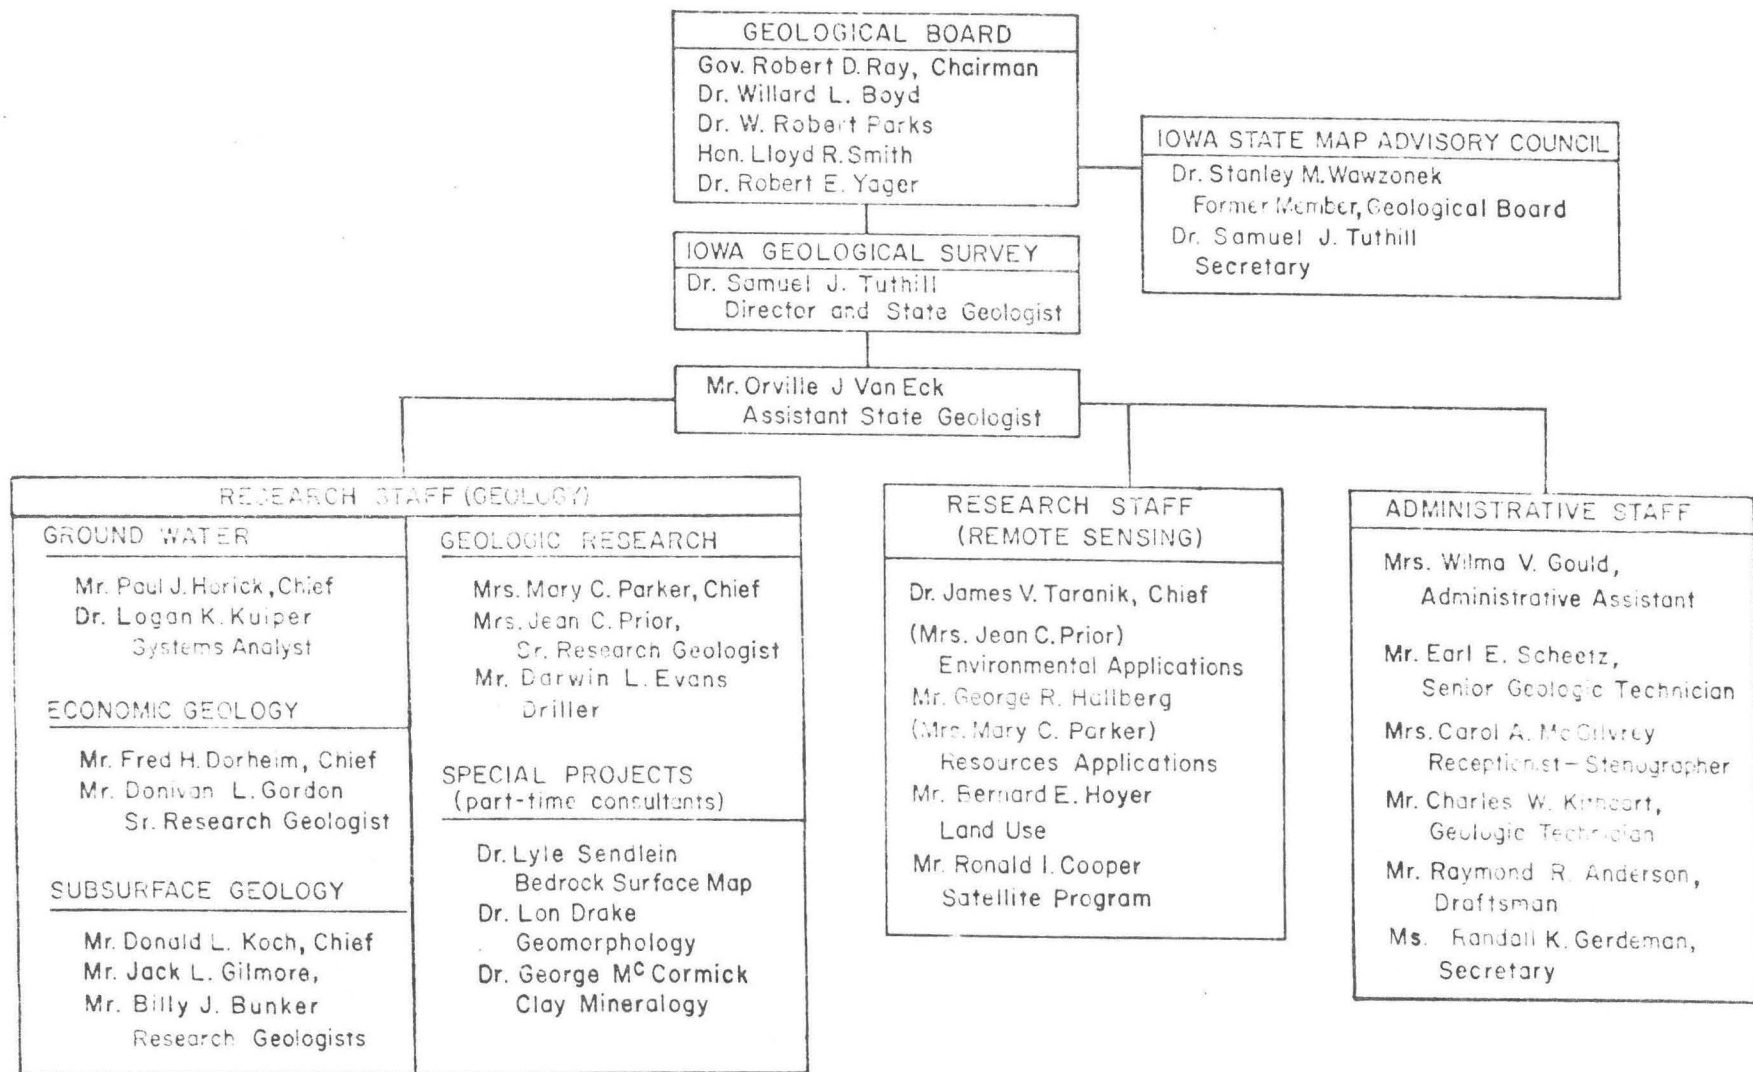 GEOLOGICAL BOARD
Gov. Robert D. Ray, Chairman
Dr. Willard L. Boyd
Dr. W. Robert Parks
Hon. Lloyd R. Smith
Dr. Robert E. Yager
IOWA STATE MAP ADVISORY COUNCIL
Dr. Stanley M. Wawzonek
Former Member, Geological Board
Dr. Samuel J. Tuthill
Secretary
IOWA GEOLOGICAL SURVEY
Dr. Samuel J. Tuthill
Director and State Geologist
Mr. Orville J Van Eck
Assistant State Geologist
RESEARCH STAFF (GEOLOGY)
GROUND WATER
Mr. Paul J. Horick, Chief
Dr. Logan K. Kuiper
Systems Analyst
ECONOMIC GEOLOGY
Mr. Fred H. Dorheim, Chief
Mr. Donivan L. Gordon
Sr. Research Geologist
SUBSURFACE GEOLOGY
Mr. Donald L. Koch, Chief
Mr. Jack L. Gilmore,
Mr. Billy J. Bunker
Research Geologists
GEOLOGIC RESEARCH
Mrs. Mary C. Parker, Chief
Mrs. Jean C. Prior,
Sr. Research Geologist
Mr. Darwin L. Evans
Driller
SPECIAL PROJECTS
(part-time consultants)
Dr. Lyle Sendlein
Bedrock Surface Map
Dr. Lon Drake
Geomorphology
Dr. George McCormick
Clay Mineralogy
RESEARCH STAFF
(REMOTE SENSING)
Dr. James V. Taranik, Chief
(Mrs. Jean C. Prior)
Environmental Applications
Mr. George R. Hallberg
(Mrs. Mary C. Parker)
Resources Applications
Mr. Bernard E. Hoyer
Land Use
Mr. Ronald I. Cooper
Satellite Program
ADMINISTRATIVE STAFF
Mrs. Wilma V. Gould,
Administrative Assistant
Mr. Earl E. Scheetz,
Senior Geologic Technician
Mrs. Carol A. McGilvrey
Receptionist-Stenographer
Mr. Charles W.
Geologic Technician
Mr. Raymond R. Anderson,
Draftsman
Ms. Randall K. Gerdeman,
Secretary